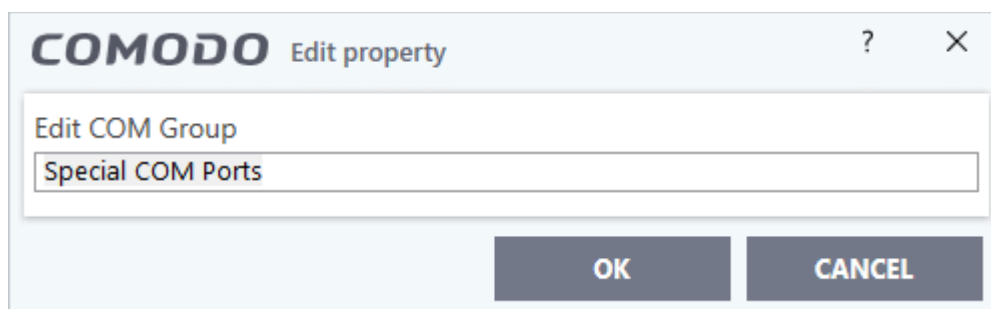 COMODO Edit property ? ×
Edit COM Group
Special COM Ports
OK CANCEL